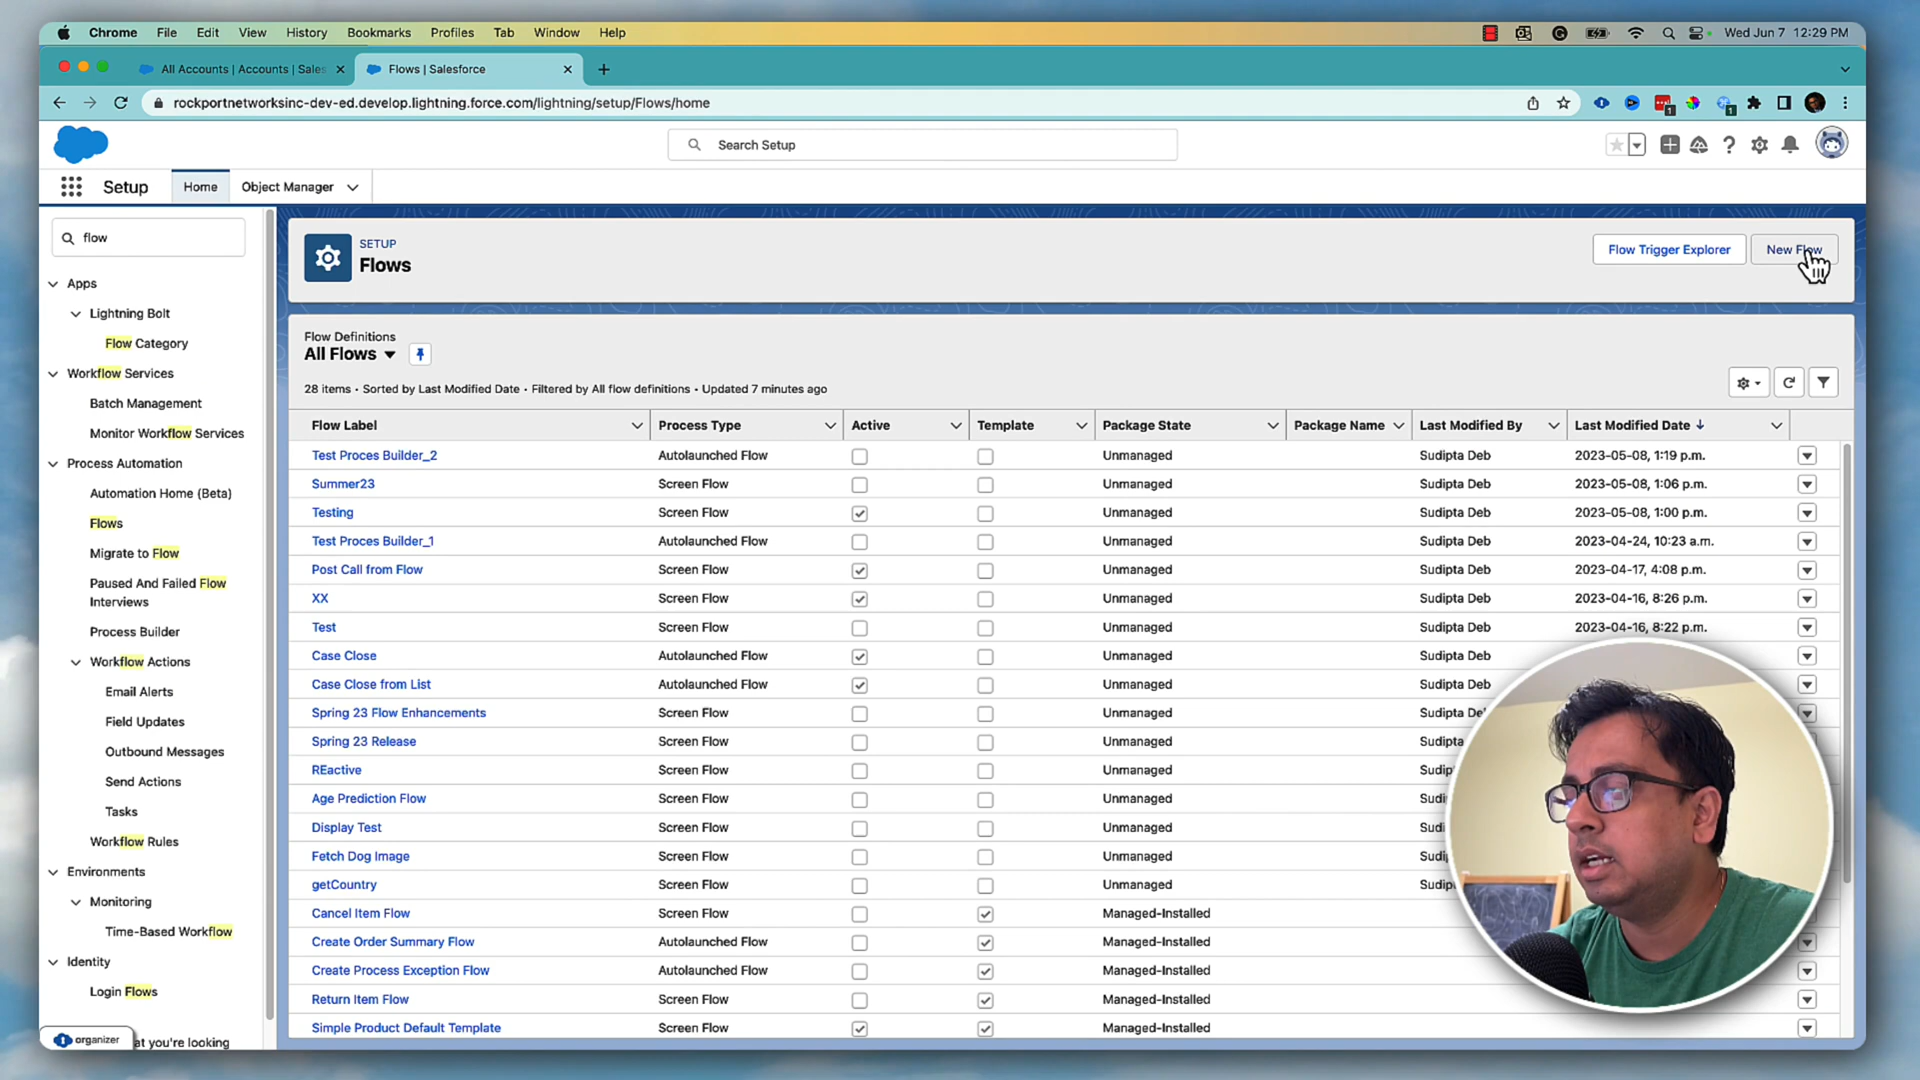 Chrome File Edit View History Bookmarks Profiles Tab Window Help Wed Jun 7 12:29 PM
All Accounts | Accounts | Sales Flows | Salesforce
rockportnetworksinc-dev-ed.develop.lightning.force.com/lightning/setup/Flows/home
Search Setup
Setup Home Object Manager
flow
Apps
Lightning Bolt
Flow Category
Workflow Services
Batch Management
Monitor Workflow Services
Process Automation
Automation Home (Beta)
Flows
Migrate to Flow
Paused And Failed Flow
Interviews
Process Builder
Workflow Actions
Email Alerts
Field Updates
Outbound Messages
Send Actions
Tasks
Workflow Rules
Environments
Monitoring
Time-Based Workflow
Identity
Login Flows
organizer at you're looking
SETUP
Flows
Flow Trigger Explorer New Flow
Flow Definitions
All Flows
28 items • Sorted by Last Modified Date • Filtered by All flow definitions • Updated 7 minutes ago
Flow Label Process Type Active Template Package State Package Name Last Modified By Last Modified Date
Test Proces Builder_2 Autolaunched Flow Unmanaged Sudipta Deb 2023-05-08, 1:19 p.m.
Summer23 Screen Flow Unmanaged Sudipta Deb 2023-05-08, 1:06 p.m.
Testing Screen Flow Unmanaged Sudipta Deb 2023-05-08, 1:00 p.m.
Test Proces Builder_1 Autolaunched Flow Unmanaged Sudipta Deb 2023-04-24, 10:23 a.m.
Post Call from Flow Screen Flow Unmanaged Sudipta Deb 2023-04-17, 4:08 p.m.
XX Screen Flow Unmanaged Sudipta Deb 2023-04-16, 8:26 p.m.
Test Screen Flow Unmanaged Sudipta Deb 2023-04-16, 8:22 p.m.
Case Close Autolaunched Flow Unmanaged Sudipta Deb
Case Close from List Autolaunched Flow Unmanaged Sudipta Deb
Spring 23 Flow Enhancements Screen Flow Unmanaged Sudipta De
Spring 23 Release Screen Flow Unmanaged Sudipta
REactive Screen Flow Unmanaged Sudip
Age Prediction Flow Screen Flow Unmanaged Sudi
Display Test Screen Flow Unmanaged Sudi
Fetch Dog Image Screen Flow Unmanaged Sudi
getCountry Screen Flow Unmanaged Sudip
Cancel Item Flow Screen Flow Managed-Installed
Create Order Summary Flow Autolaunched Flow Managed-Installed
Create Process Exception Flow Autolaunched Flow Managed-Installed
Return Item Flow Screen Flow Managed-Installed
Simple Product Default Template Screen Flow Managed-Installed